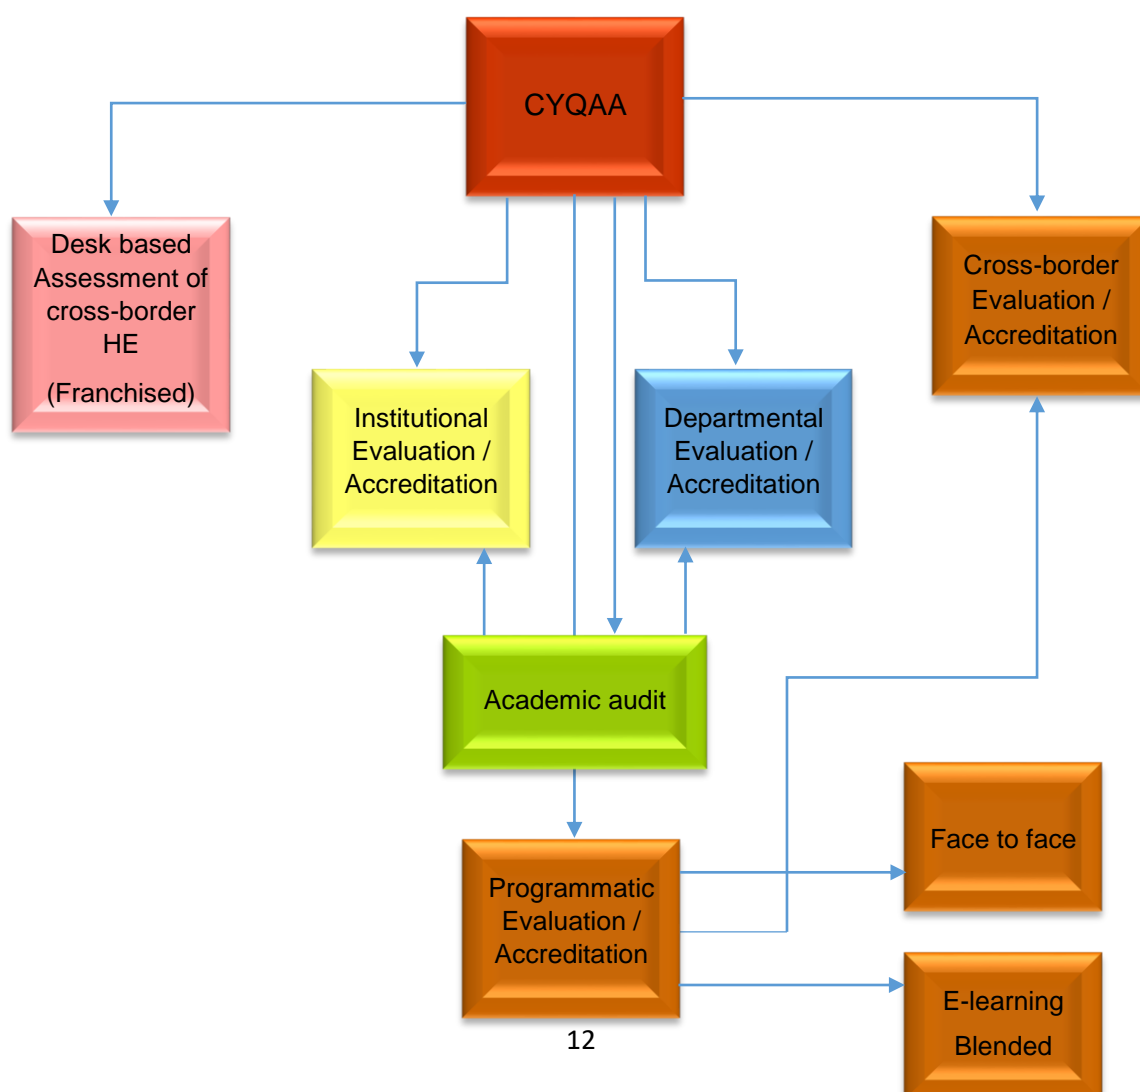 CYQAA
Desk based
Assessment of
cross-border
HE
(Franchised)
Cross-border
Evaluation /
Accreditation
Institutional
Evaluation /
Accreditation
Departmental
Evaluation /
Accreditation
Academic audit
Programmatic
Evaluation /
Accreditation
Face to face
E-learning
Blended
12